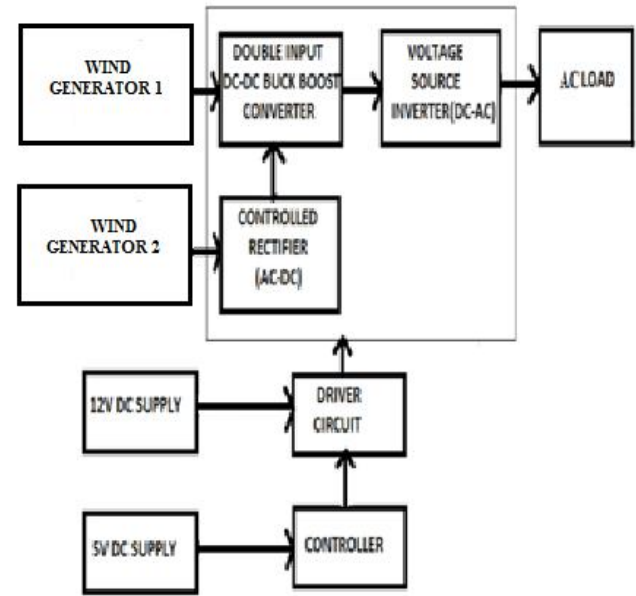 WIND
GENERATOR 1
DOUBLE INPUT
DC-DC BUCK BOOST
CONVERTER
VOLTAGE
SOURCE
INVERTER(DC-AC)
AC LOAD
WIND
GENERATOR 2
CONTROLLED
RECTIFIER
(AC-DC)
12V DC SUPPLY
DRIVER
CIRCUIT
5V DC SUPPLY
CONTROLLER